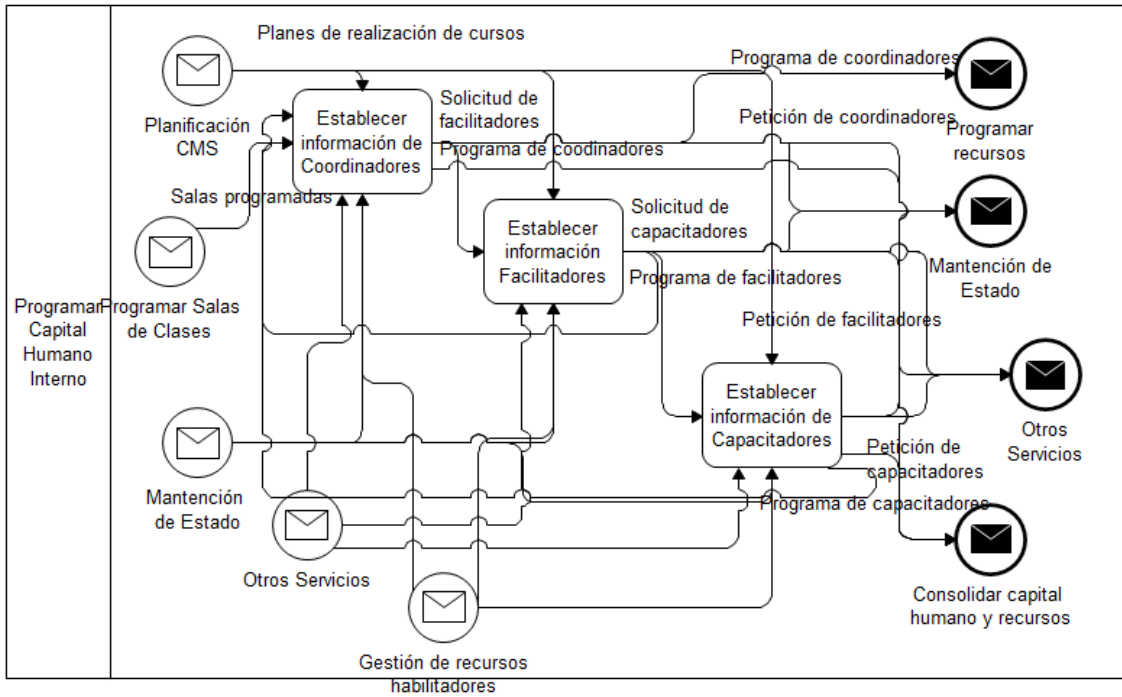 Planes de realización de cursos
Programa de coordinadores
Solicitud de
facilitadores
Establecer
información de
Coordinadores
Planificación
CMS
Petición de coordinadores
Programar
recursos
Programa de coodinadores
Salas programadas
Solicitud de
capacitadores
Establecer
información
Facilitadores
Mantención de
Estado
Programa de facilitadores
Programar Salas
de Clases
Programar
Capital
Humano
Interno
Petición de facilitadores
Establecer
información de
Capacitadores
Otros
Servicios
Petición de
capacitadores
Mantención
de Estado
Programa de capacitadores
Otros Servicios
Consolidar capital
humano y recursos
Gestión de recursos
habilitadores